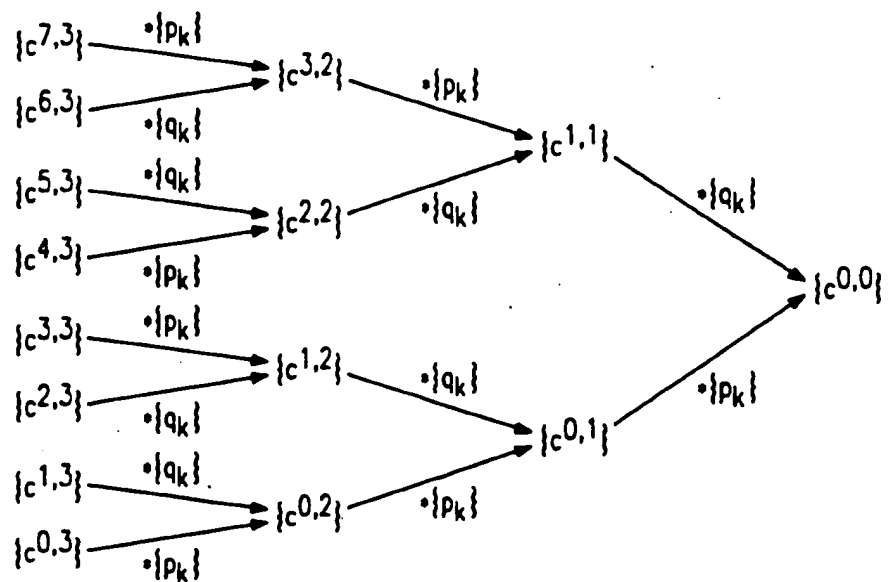 {c^7,3} *{p_k}
{c^3,2}
{c^6,3} *{q_k}
*{p_k}
{c^1,1}
{c^5,3} *{q_k}
{c^2,2}
{c^4,3} *{p_k}
*{q_k}
*{q_k}
{c^0,0}
{c^3,3} *{p_k}
{c^1,2}
{c^2,3} *{q_k}
*{q_k}
*{p_k}
{c^0,1}
{c^1,3} *{q_k}
{c^0,2}
{c^0,3} *{p_k}
*{p_k}